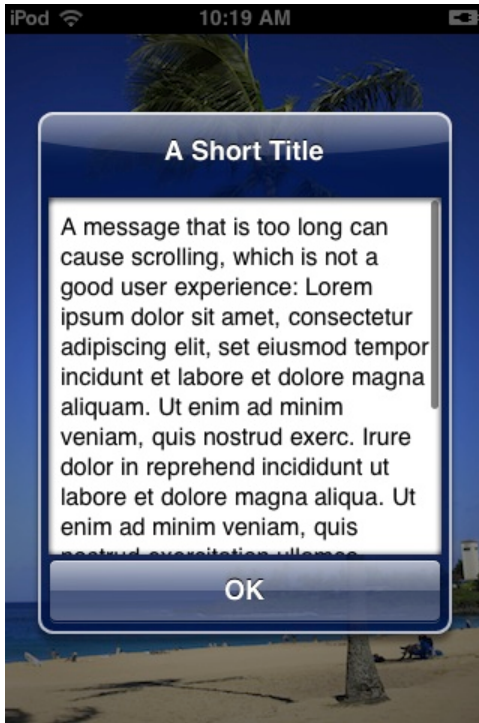 iPod 10:19 AM
A Short Title
A message that is too long can
cause scrolling, which is not a
good user experience: Lorem
ipsum dolor sit amet, consectetur
adipiscing elit, set eiusmod tempor
incidunt et labore et dolore magna
aliquam. Ut enim ad minim
veniam, quis nostrud exerc. Irure
dolor in reprehend incididunt ut
labore et dolore magna aliqua. Ut
enim ad minim veniam, quis
OK